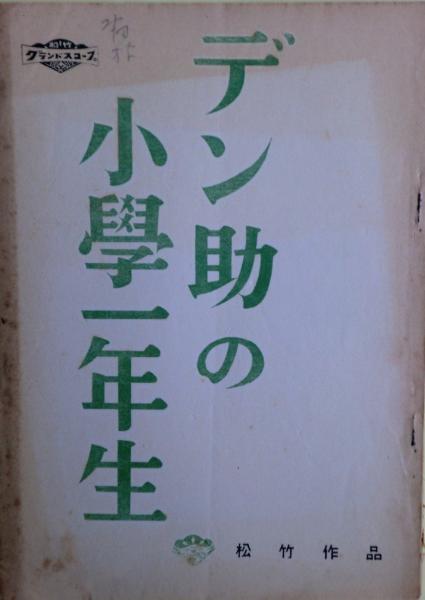 松竹
グランドスコープ
デン助の
小學一年生
松竹作品